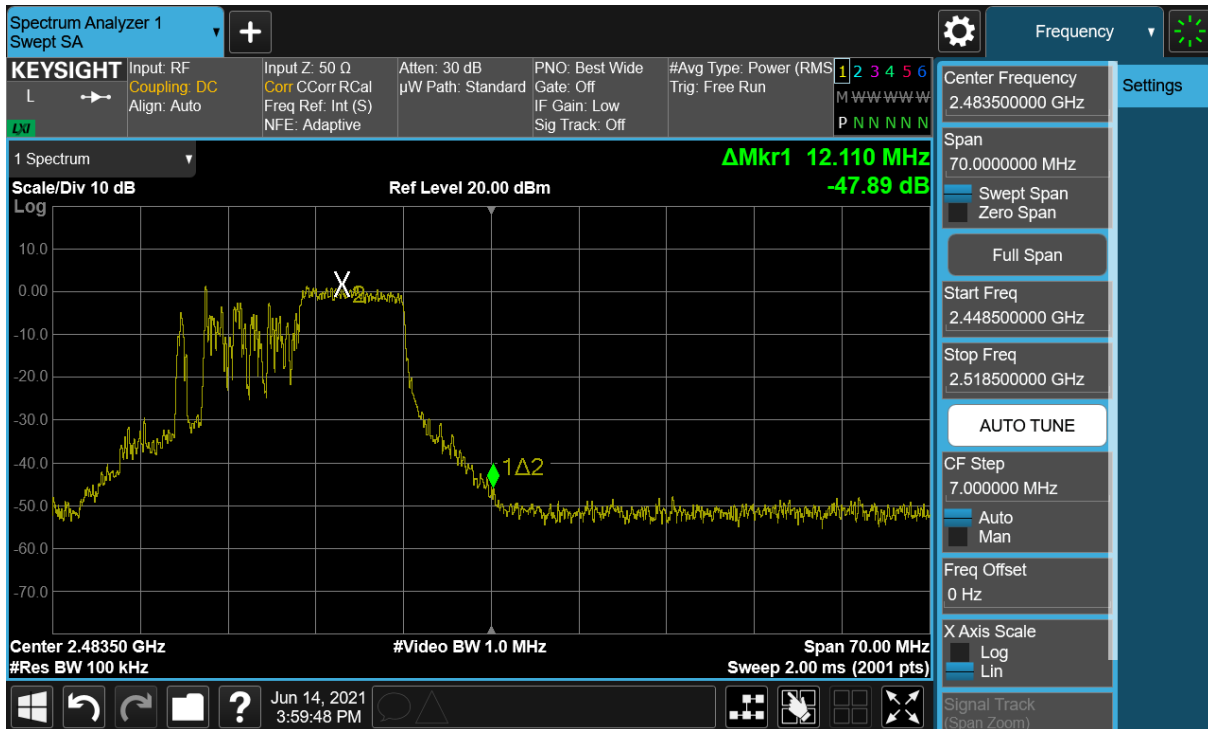 Spectrum Analyzer 1
Swept SA
+
Frequency
KEYSIGHT
L
LXI
Input: RF
Coupling: DC
Align: Auto
Input Z: 50 Ω
Corr CCorr RCal
Freq Ref: Int (S)
NFE: Adaptive
Atten: 30 dB
µW Path: Standard
PNO: Best Wide
Gate: Off
IF Gain: Low
Sig Track: Off
#Avg Type: Power (RMS
Trig: Free Run
1 2 3 4 5 6
M W W W W W
P N N N N N
1 Spectrum
Scale/Div 10 dB
Log
Ref Level 20.00 dBm
ΔMkr1 12.110 MHz
-47.89 dB
10.0
0.00
-10.0
-20.0
-30.0
-40.0
-50.0
-60.0
-70.0
X2
1Δ2
Center 2.48350 GHz
#Res BW 100 kHz
#Video BW 1.0 MHz
Span 70.00 MHz
Sweep 2.00 ms (2001 pts)
Center Frequency
2.483500000 GHz
Span
70.0000000 MHz
Swept Span
Zero Span
Full Span
Start Freq
2.448500000 GHz
Stop Freq
2.518500000 GHz
AUTO TUNE
CF Step
7.000000 MHz
Auto
Man
Freq Offset
0 Hz
X Axis Scale
Log
Lin
Signal Track
(Span Zoom)
Settings
?
Jun 14, 2021
3:59:48 PM